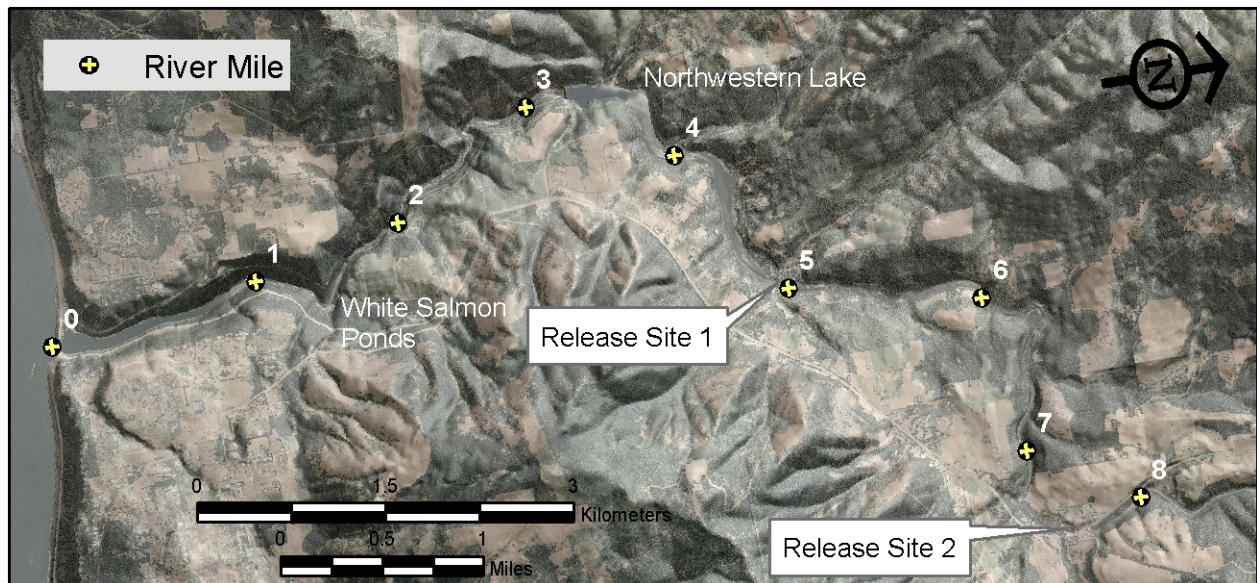 River Mile
N
Northwestern Lake
3
4
2
1
5
6
White Salmon
Ponds
0
Release Site 1
7
8
0 1.5 3
Kilometers
0 0.5 1
Miles
Release Site 2